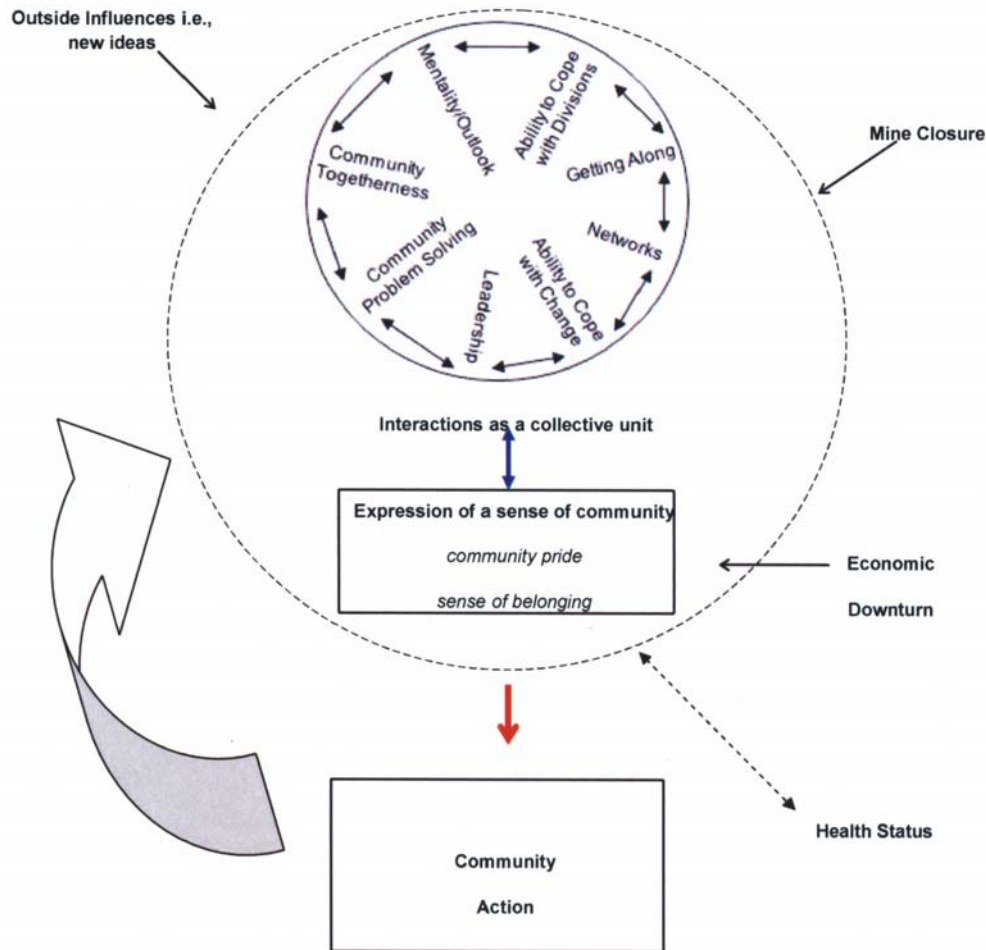 Outside Influences i.e.,
new ideas
Mentality/Outlook
Ability to Cope
with Divisions
Getting Along
Networks
Ability to Cope
with Change
Leadership
Community
Problem Solving
Community
Togetherness
Mine Closure
Interactions as a collective unit
Expression of a sense of community
community pride
sense of belonging
Economic
Downturn
Health Status
Community
Action